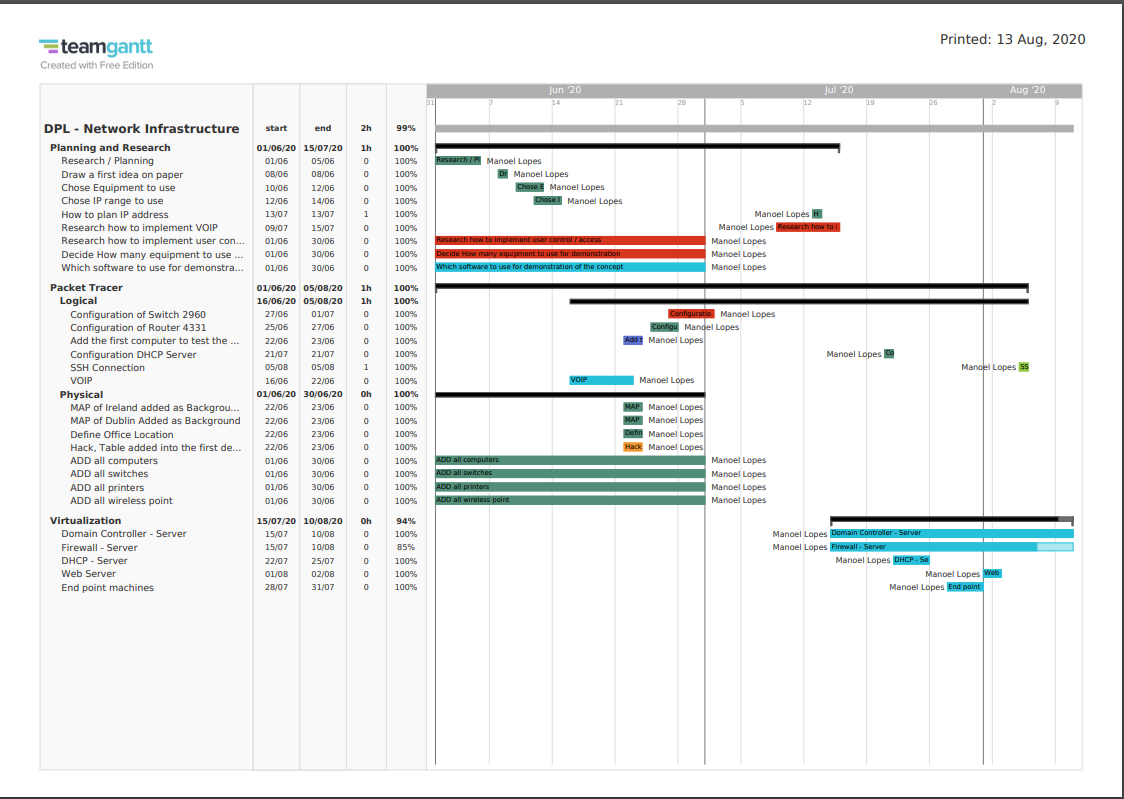 teamgantt
Created with Free Edition
Printed: 13 Aug, 2020
Jun '20 Jul '20 Aug '20
31 7 14 21 28 5 12 19 26 2 9
DPL - Network Infrastructure start end 2h 99%
Planning and Research 01/06/20 15/07/20 1h 100%
Research / Planning 01/06 05/06 0 100% Research / Pl Manoel Lopes
Draw a first idea on paper 08/06 08/06 0 100% Dr Manoel Lopes
Chose Equipment to use 10/06 12/06 0 100% Chose E Manoel Lopes
Chose IP range to use 12/06 14/06 0 100% Chose I Manoel Lopes
How to plan IP address 13/07 13/07 1 100% Manoel Lopes H
Research how to implement VOIP 09/07 15/07 0 100% Manoel Lopes Research how to i
Research how to implement user con... 01/06 30/06 0 100% Research how to implement user control / access Manoel Lopes
Decide How many equipment to use ... 01/06 30/06 0 100% Decide How many equipment to use for demonstration Manoel Lopes
Which software to use for demonstra... 01/06 30/06 0 100% Which software to use for demonstration of the concept Manoel Lopes
Packet Tracer 01/06/20 05/08/20 1h 100%
Logical 16/06/20 05/08/20 1h 100%
Configuration of Switch 2960 27/06 01/07 0 100% Configuratio Manoel Lopes
Configuration of Router 4331 25/06 27/06 0 100% Configu Manoel Lopes
Add the first computer to test the ... 22/06 23/06 0 100% Add t Manoel Lopes
Configuration DHCP Server 21/07 21/07 0 100% Manoel Lopes Co
SSH Connection 05/08 05/08 1 100% Manoel Lopes SS
VOIP 16/06 22/06 0 100% VOIP Manoel Lopes
Physical 01/06/20 30/06/20 0h 100%
MAP of Ireland added as Backgrou... 22/06 23/06 0 100% MAP Manoel Lopes
MAP of Dublin Added as Background 22/06 23/06 0 100% MAP Manoel Lopes
Define Office Location 22/06 23/06 0 100% Defin Manoel Lopes
Hack, Table added into the first de... 22/06 23/06 0 100% Hack Manoel Lopes
ADD all computers 01/06 30/06 0 100% ADD all computers Manoel Lopes
ADD all switches 01/06 30/06 0 100% ADD all switches Manoel Lopes
ADD all printers 01/06 30/06 0 100% ADD all printers Manoel Lopes
ADD all wireless point 01/06 30/06 0 100% ADD all wireless point Manoel Lopes
Virtualization 15/07/20 10/08/20 0h 94%
Domain Controller - Server 15/07 10/08 0 100% Manoel Lopes Domain Controller - Server
Firewall - Server 15/07 10/08 0 85% Manoel Lopes Firewall - Server
DHCP - Server 22/07 25/07 0 100% Manoel Lopes DHCP - Se
Web Server 01/08 02/08 0 100% Manoel Lopes Web
End point machines 28/07 31/07 0 100% Manoel Lopes End point